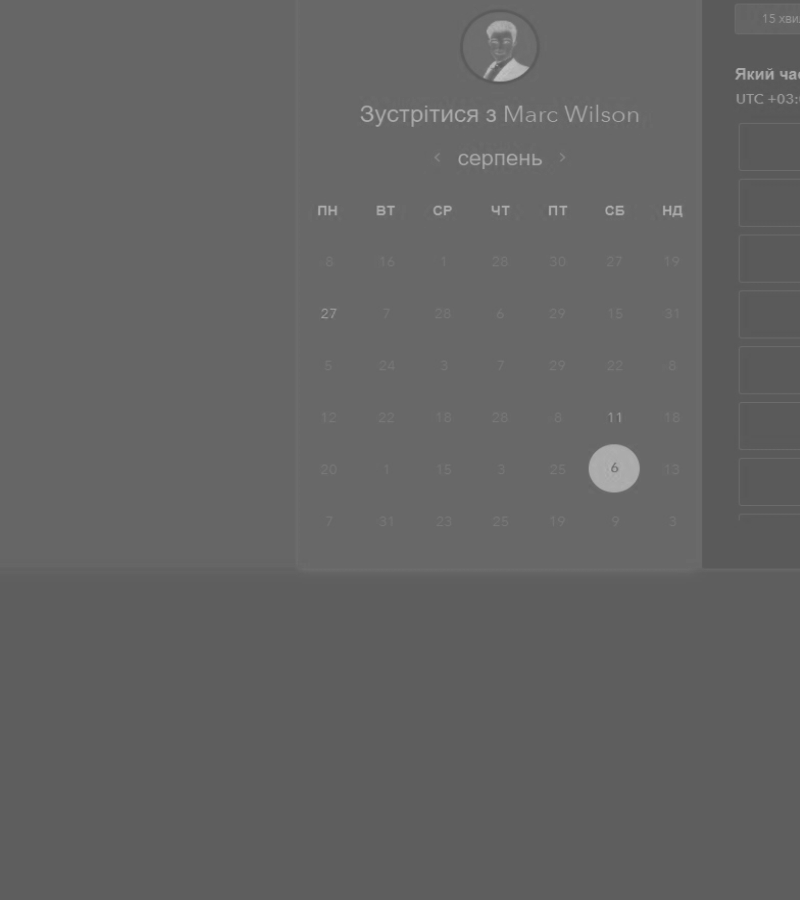 15 хви
Зустрітися з Marc Wilson
Який ча
UTC +03:
серпень
ПН ВТ СР ЧТ ПТ СБ НД
8 16 1 28 30 27 19
27 7 28 6 29 15 31
5 24 3 7 29 22 8
12 22 18 28 8 11 18
20 1 15 3 25 6 13
7 31 23 25 19 9 3